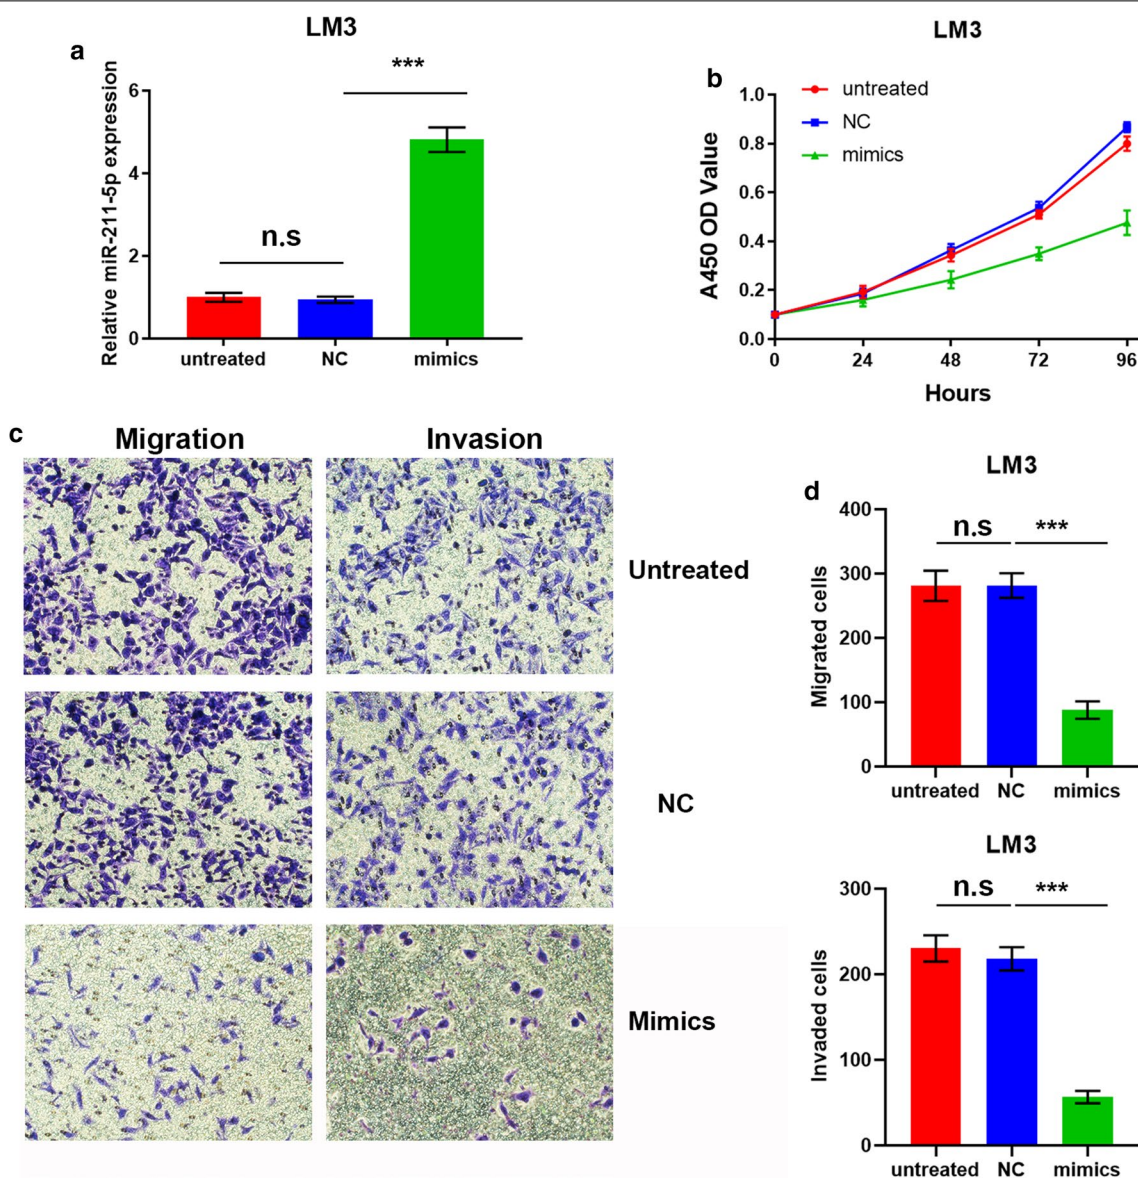 a
LM3
Relative miR-211-5p expression
6
4
2
0
n.s
***
untreated
NC
mimics
b
LM3
untreated
NC
mimics
A450 OD Value
1.0
0.8
0.6
0.4
0.2
0.0
0
24
48
72
96
Hours
c
Migration
Invasion
Untreated
NC
Mimics
d
LM3
Migrated cells
400
300
200
100
0
n.s
***
untreated
NC
mimics
LM3
Invaded cells
300
200
100
0
n.s
***
untreated
NC
mimics